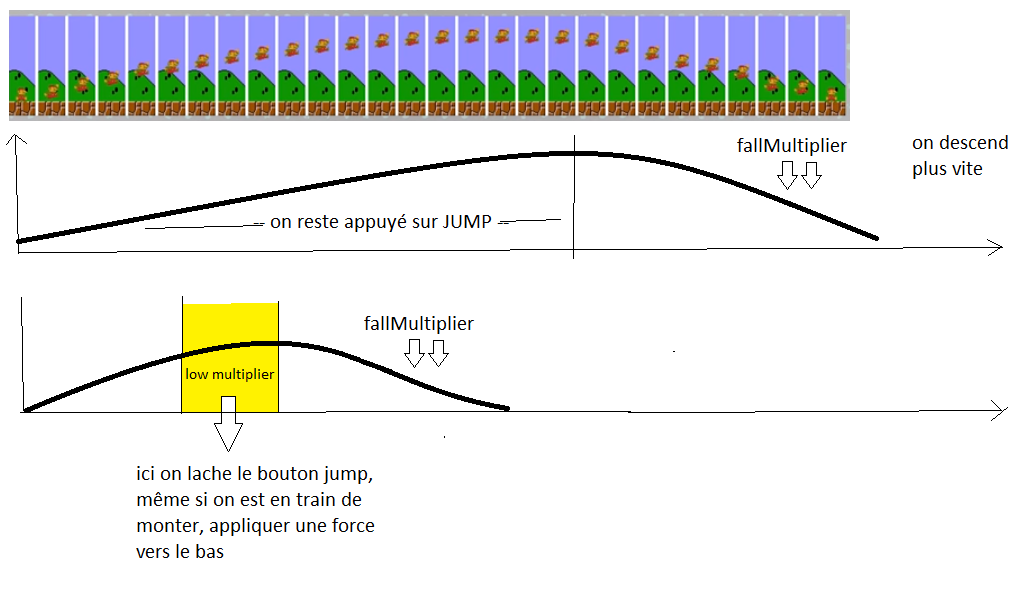 fallMultiplier
on descend
plus vite
on reste appuyé sur JUMP
fallMultiplier
low multiplier
ici on lache le bouton jump,
même si on est en train de
monter, appliquer une force
vers le bas